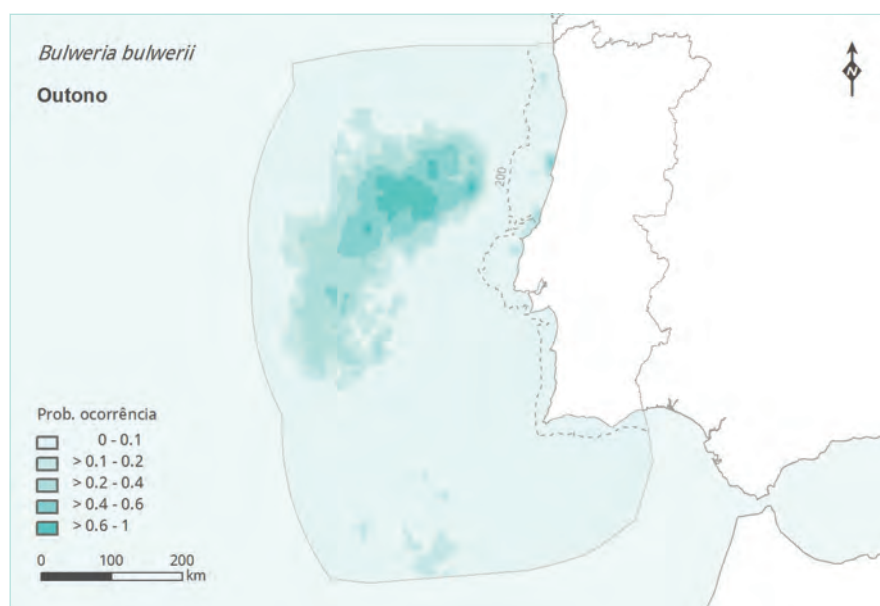 Bulweria bulwerii
Outono
N
200
Prob. ocorrência
0 - 0.1
> 0.1 - 0.2
> 0.2 - 0.4
> 0.4 - 0.6
> 0.6 - 1
0 100 200
km